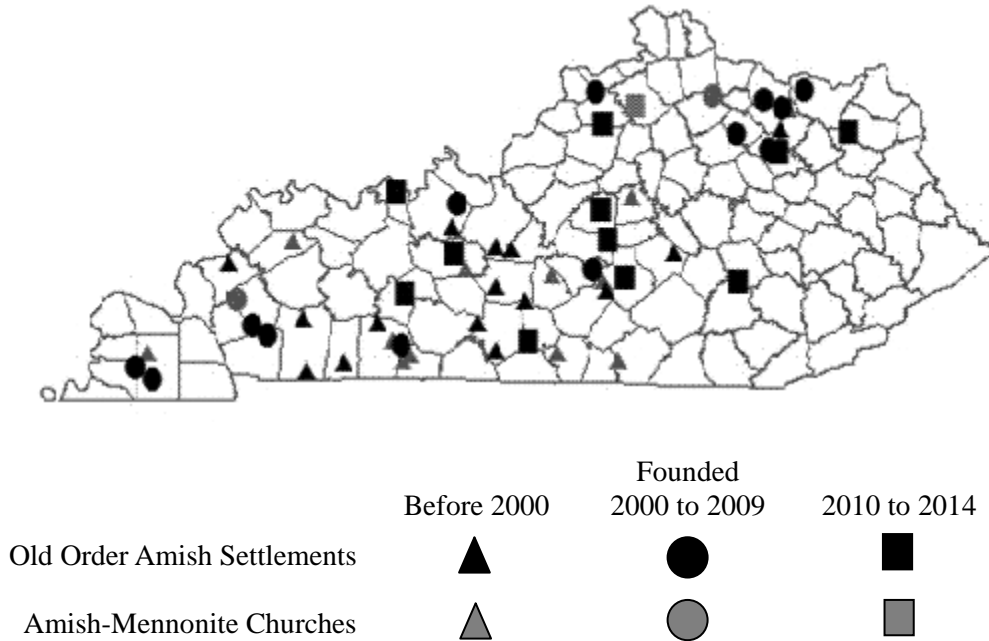 Founded
Before 2000 2000 to 2009 2010 to 2014
Old Order Amish Settlements
Amish-Mennonite Churches